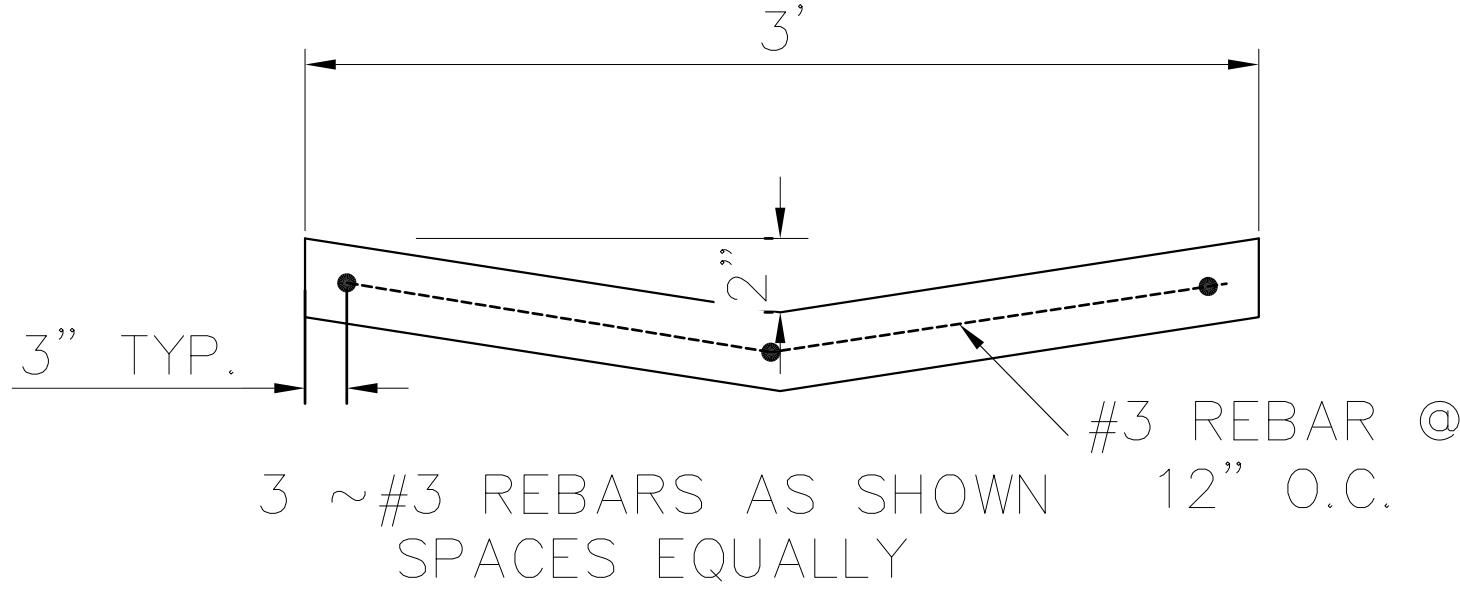 3’
2”
3” TYP.
#3 REBAR @
12” O.C.
3 ~#3 REBARS AS SHOWN
SPACES EQUALLY